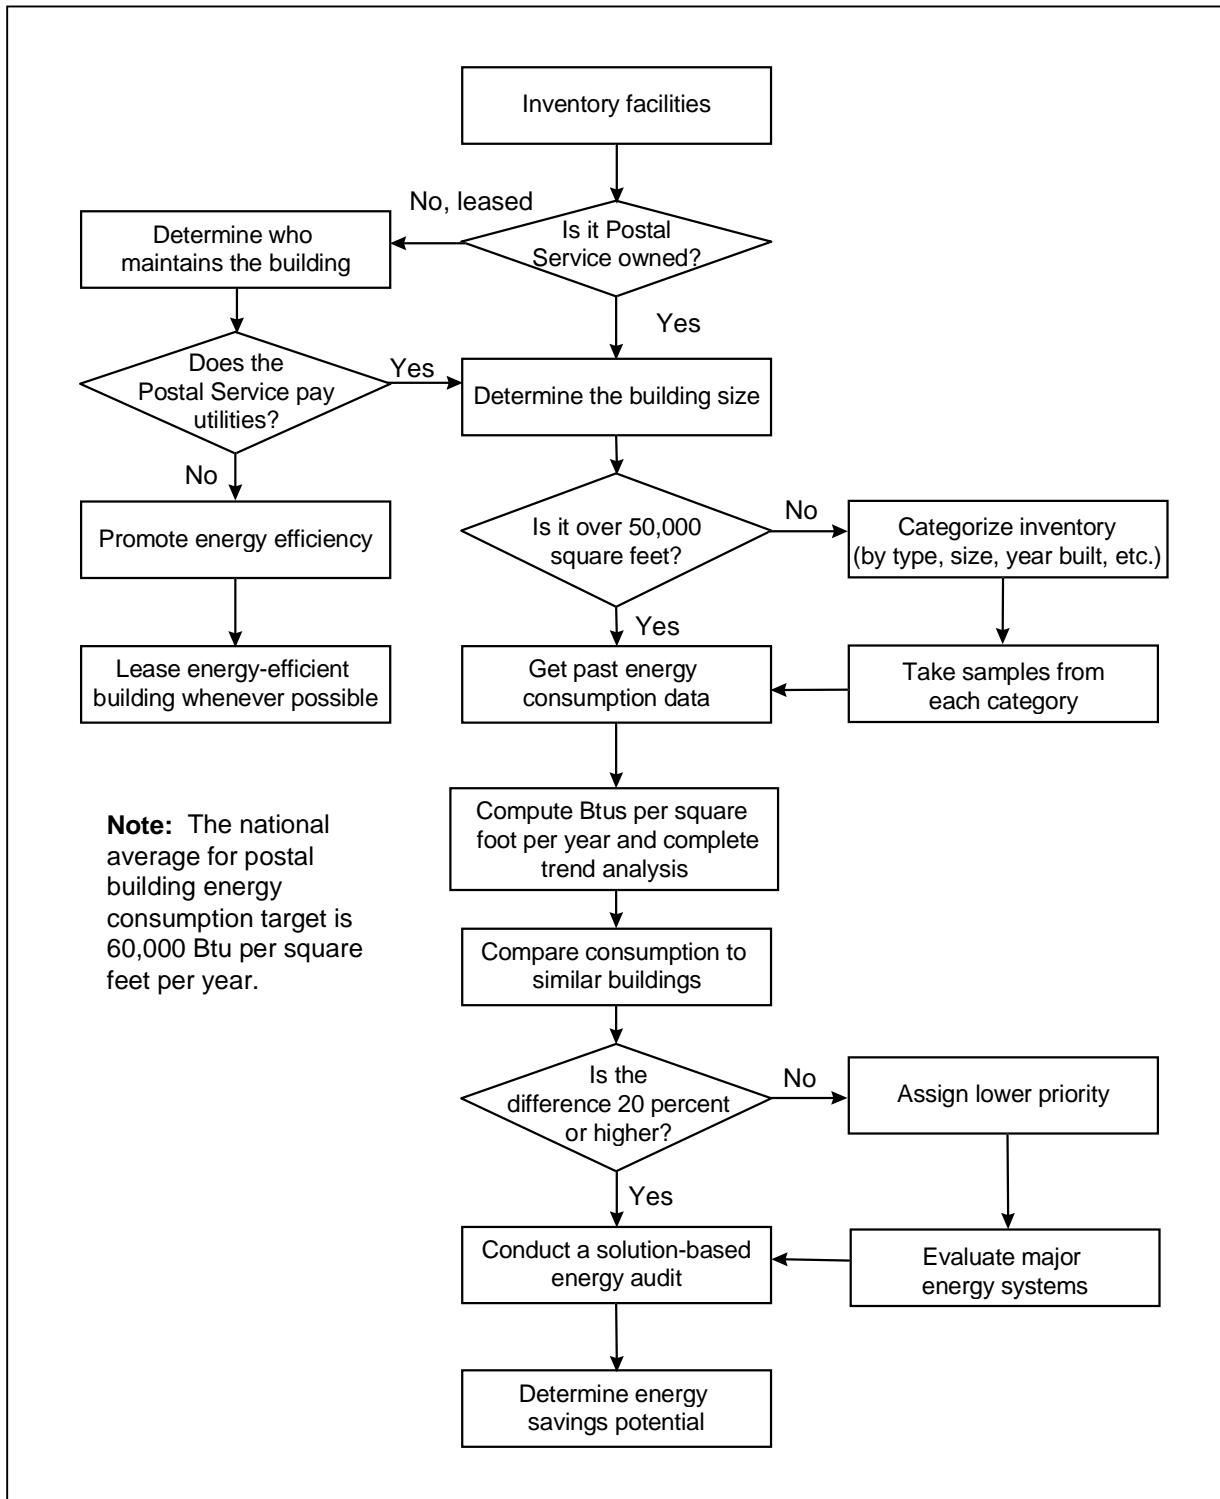 Inventory facilities
No, leased
Is it Postal
Service owned?
Determine who
maintains the building
Yes
Does the
Postal Service pay
utilities?
Yes
Determine the building size
No
Promote energy efficiency
Is it over 50,000
square feet?
No
Categorize inventory
(by type, size, year built, etc.)
Yes
Lease energy-efficient
building whenever possible
Get past energy
consumption data
Take samples from
each category
Note: The national
average for postal
building energy
consumption target is
60,000 Btu per square
feet per year.
Compute Btus per square
foot per year and complete
trend analysis
Compare consumption to
similar buildings
Is the
difference 20 percent
or higher?
No
Assign lower priority
Yes
Conduct a solution-based
energy audit
Evaluate major
energy systems
Determine energy
savings potential